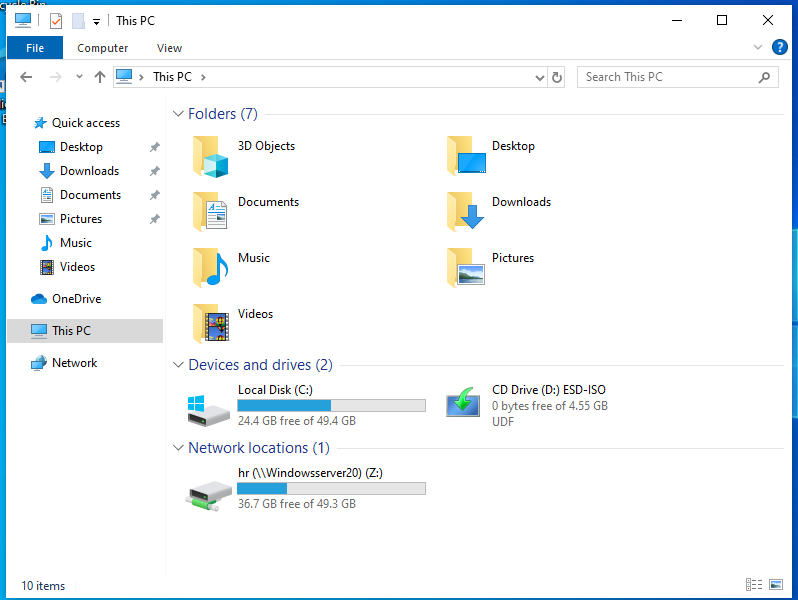 cycle Bin
This PC
File
Computer
View
This PC
Search This PC
Quick access
Desktop
Downloads
Documents
Pictures
Music
Videos
OneDrive
This PC
Network
Folders (7)
3D Objects
Desktop
Documents
Downloads
Music
Pictures
Videos
Devices and drives (2)
Local Disk (C:)
24.4 GB free of 49.4 GB
CD Drive (D:) ESD-ISO
0 bytes free of 4.55 GB
UDF
Network locations (1)
hr (\\Windowsserver20) (Z:)
36.7 GB free of 49.3 GB
10 items